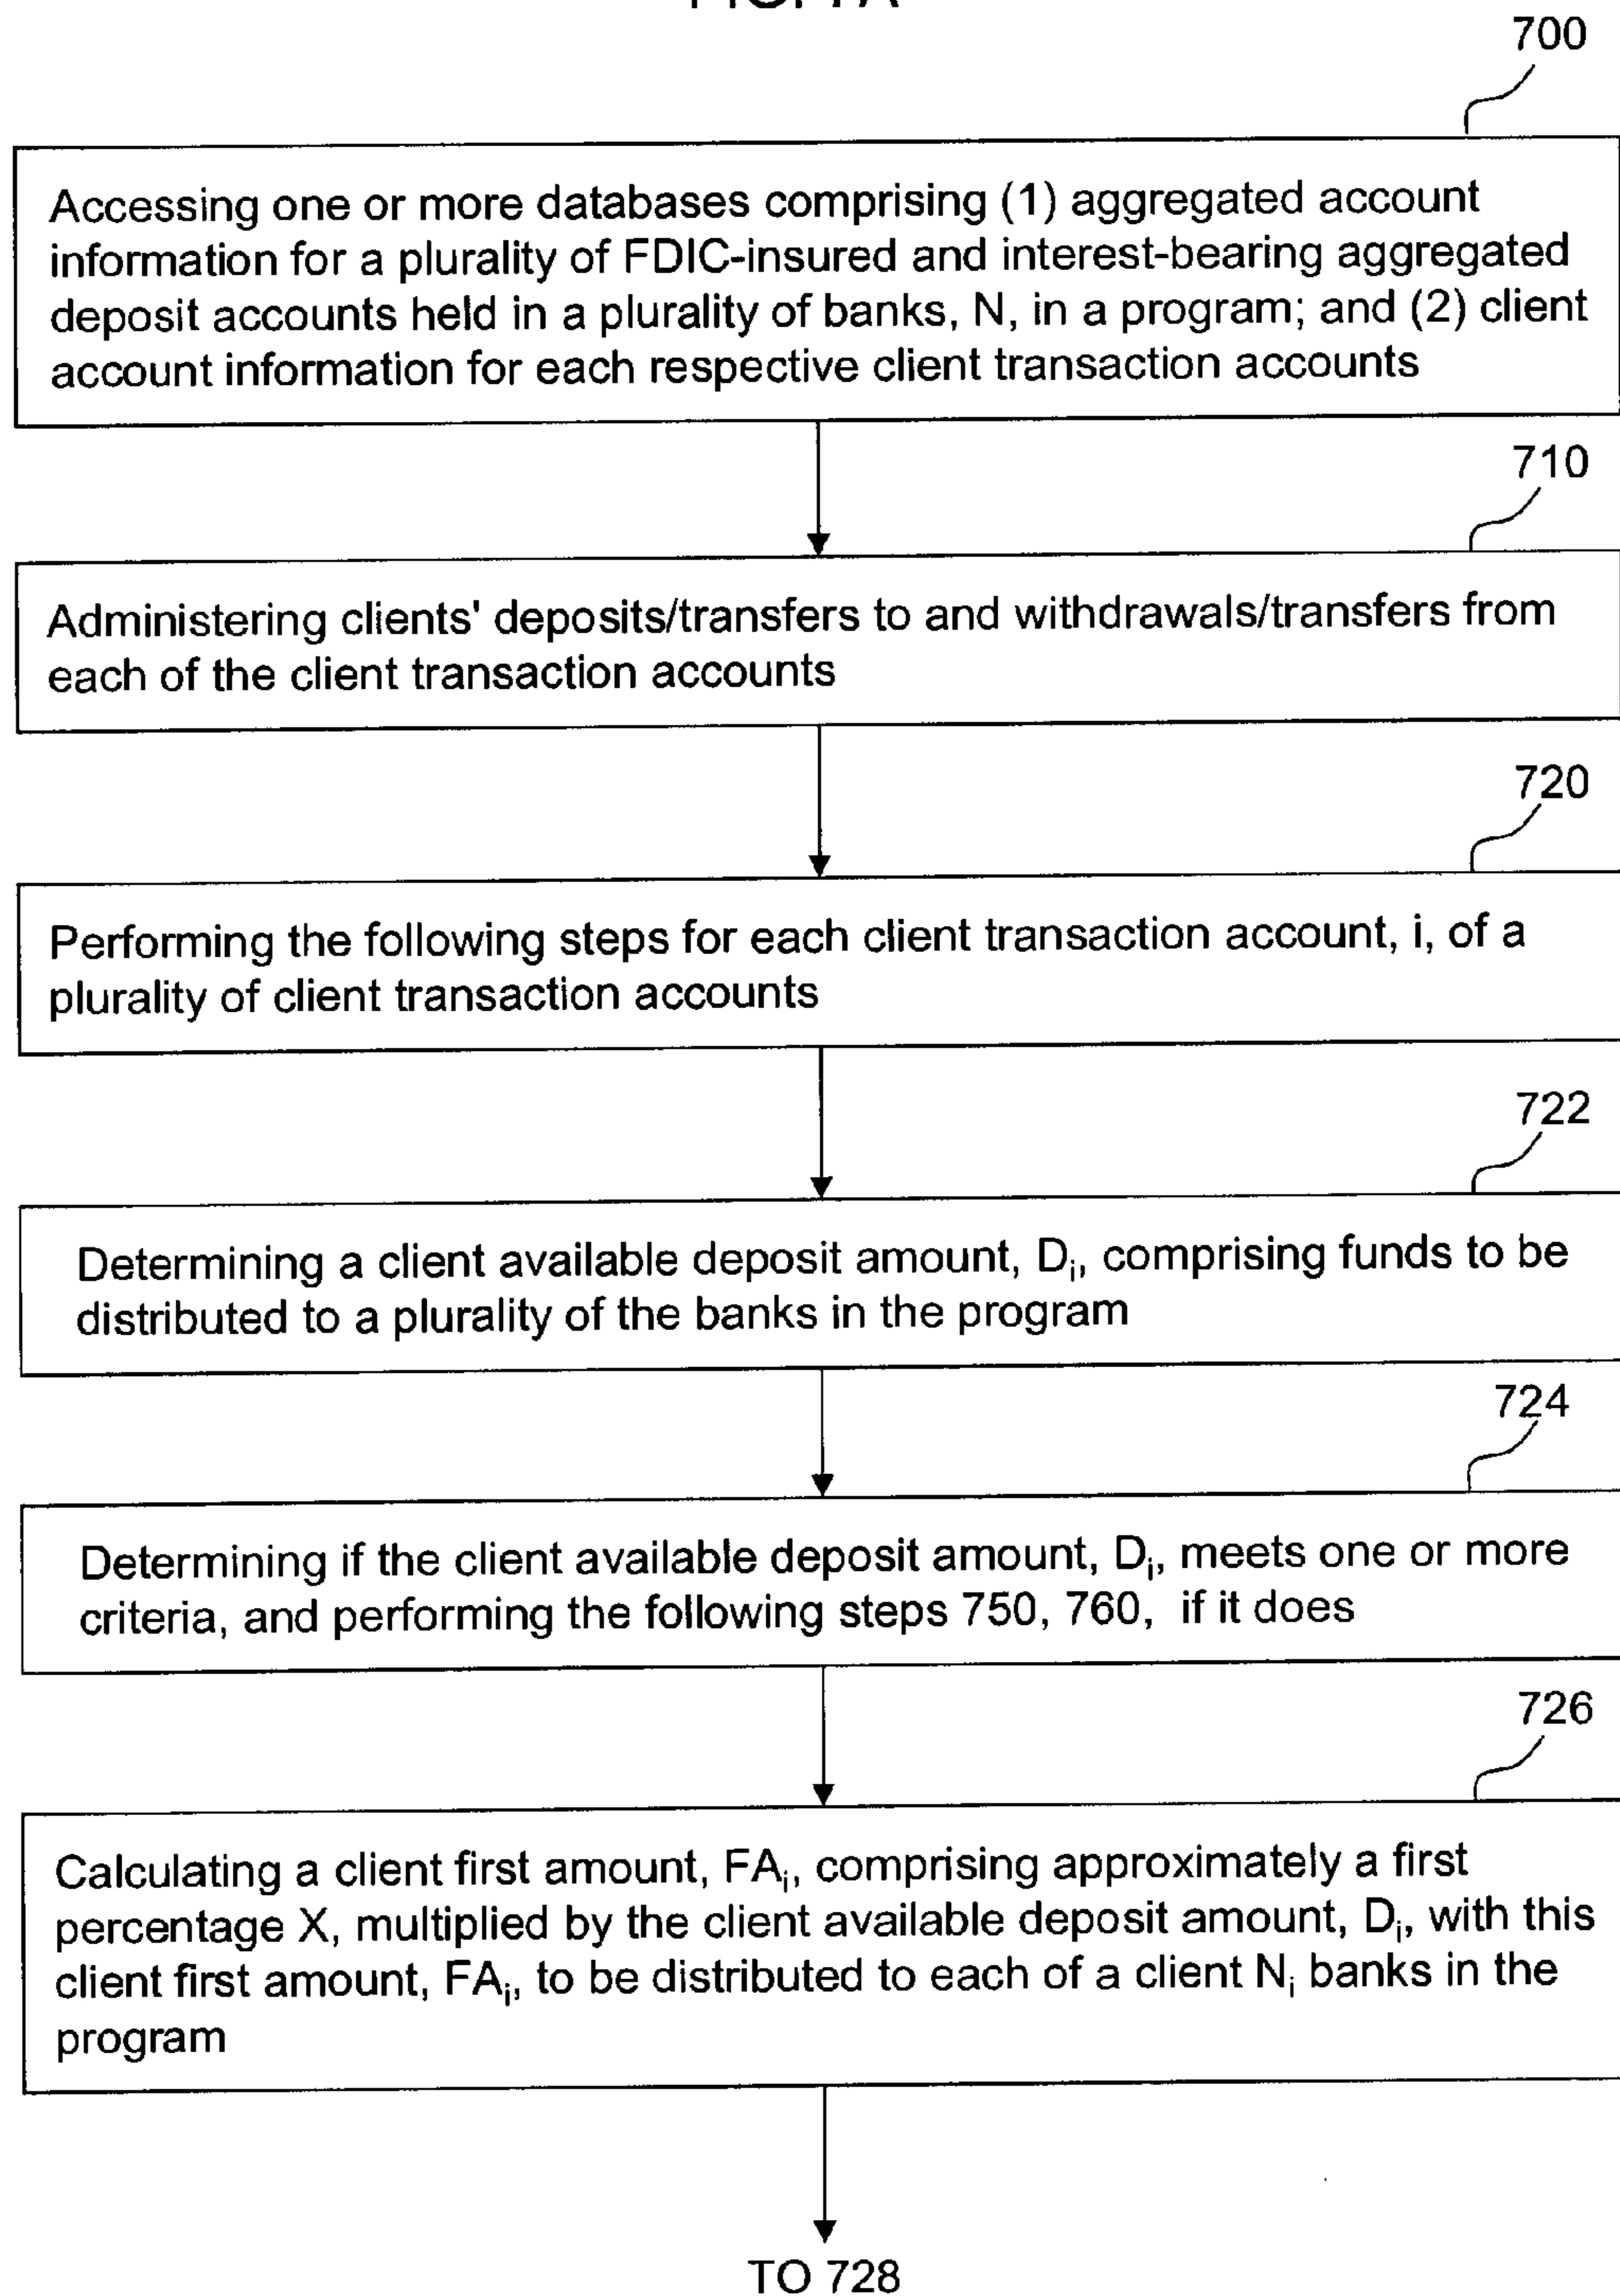 700
Accessing one or more databases comprising (1) aggregated account
information for a plurality of FDIC-insured and interest-bearing aggregated
deposit accounts held in a plurality of banks, N, in a program; and (2) client
account information for each respective client transaction accounts
710
Administering clients' deposits/transfers to and withdrawals/transfers from
each of the client transaction accounts
720
Performing the following steps for each client transaction account, i, of a
plurality of client transaction accounts
722
Determining a client available deposit amount, Di, comprising funds to be
distributed to a plurality of the banks in the program
724
Determining if the client available deposit amount, Di, meets one or more
criteria, and performing the following steps 750, 760, if it does
726
Calculating a client first amount, FAi, comprising approximately a first
percentage X, multiplied by the client available deposit amount, Di, with this
client first amount, FAi, to be distributed to each of a client Ni banks in the
program
TO 728